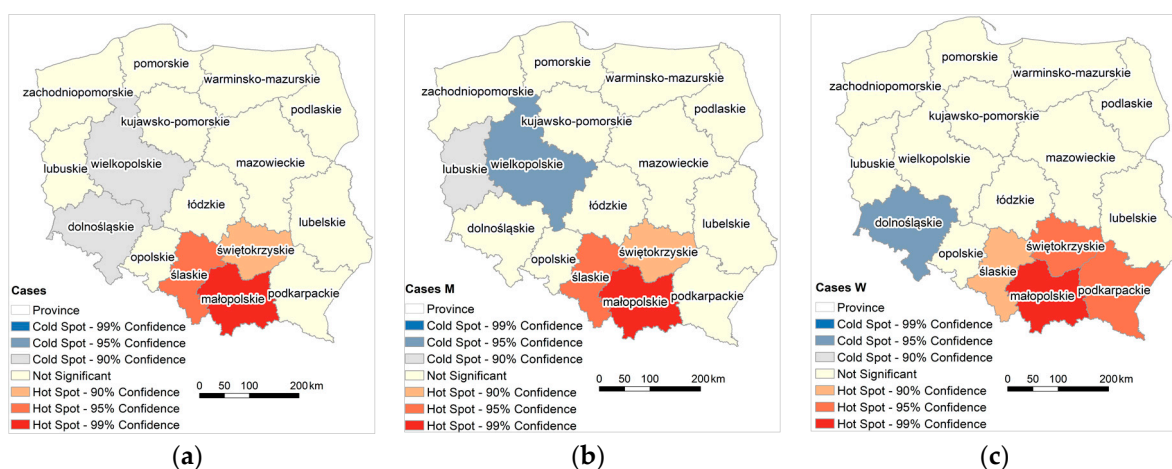 pomorskie
warminsko-mazurskie
zachodniopomorskie
podlaskie
kujawsko-pomorskie
mazowieckie
lubuskie
wielkopolskie
łódzkie
lubelskie
dolnośląskie
opolskie
świętokrzyskie
ślaskie
małopolskie
podkarpackie
Cases
Province
Cold Spot - 99% Confidence
Cold Spot - 95% Confidence
Cold Spot - 90% Confidence
Not Significant
Hot Spot - 90% Confidence
Hot Spot - 95% Confidence
Hot Spot - 99% Confidence
0 50 100 200 km
(a)
pomorskie
warminsko-mazurskie
zachodniopomorskie
podlaskie
kujawsko-pomorskie
mazowieckie
lubuskie
wielkopolskie
łódzkie
lubelskie
dolnośląskie
opolskie
świętokrzyskie
ślaskie
małopolskie
podkarpackie
Cases M
Province
Cold Spot - 99% Confidence
Cold Spot - 95% Confidence
Cold Spot - 90% Confidence
Not Significant
Hot Spot - 90% Confidence
Hot Spot - 95% Confidence
Hot Spot - 99% Confidence
0 50 100 200 km
(b)
pomorskie
warminsko-mazurskie
zachodniopomorskie
podlaskie
kujawsko-pomorskie
mazowieckie
lubuskie
wielkopolskie
łódzkie
lubelskie
dolnośląskie
opolskie
świętokrzyskie
ślaskie
małopolskie
podkarpackie
Cases W
Province
Cold Spot - 99% Confidence
Cold Spot - 95% Confidence
Cold Spot - 90% Confidence
Not Significant
Hot Spot - 90% Confidence
Hot Spot - 95% Confidence
Hot Spot - 99% Confidence
0 50 100 200 km
(c)